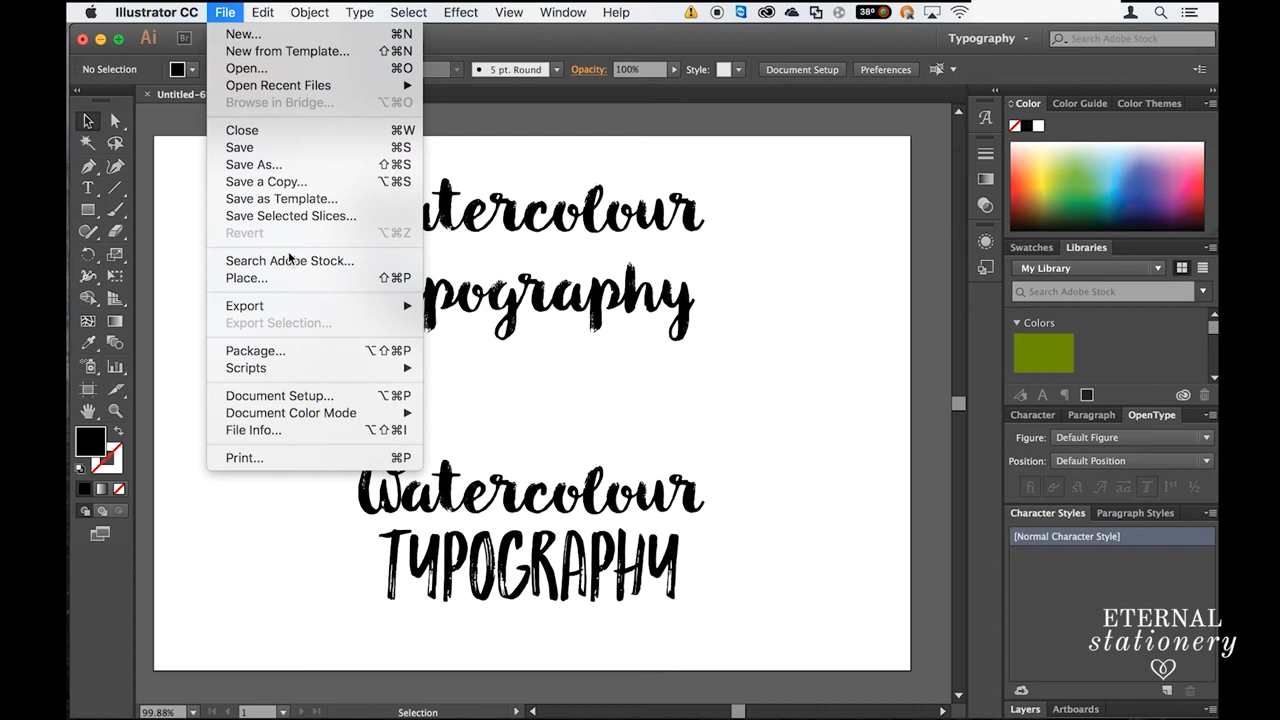 Illustrator CC File Edit Object Type Select Effect View Window Help 38°
Ai Br Typography Search Adobe Stock...
No Selection 5 pt. Round Opacity: 100% Style: Document Setup Preferences
Untitled-6
New... ⌘N
New from Template... ⇧⌘N
Open... ⌘O
Open Recent Files
Browse in Bridge... ⌥⌘O
Close ⌘W
Save ⌘S
Save As... ⇧⌘S
Save a Copy... ⌥⌘S
Save as Template...
Save Selected Slices...
Revert ⌥⌘Z
Search Adobe Stock...
Place... ⇧⌘P
Export
Export Selection...
Package... ⌥⇧⌘P
Scripts
Document Setup... ⌥⌘P
Document Color Mode
File Info... ⌥⇧⌘I
Print... ⌘P
tercolour
pography
Watercolour
TYPOGRAPHY
Color Color Guide Color Themes
Swatches Libraries
My Library
Search Adobe Stock
Colors
Character Paragraph OpenType
Figure: Default Figure
Position: Default Position
Character Styles Paragraph Styles
[Normal Character Style]
ETERNAL
stationery
Layers Artboards
99.88% 1 Selection